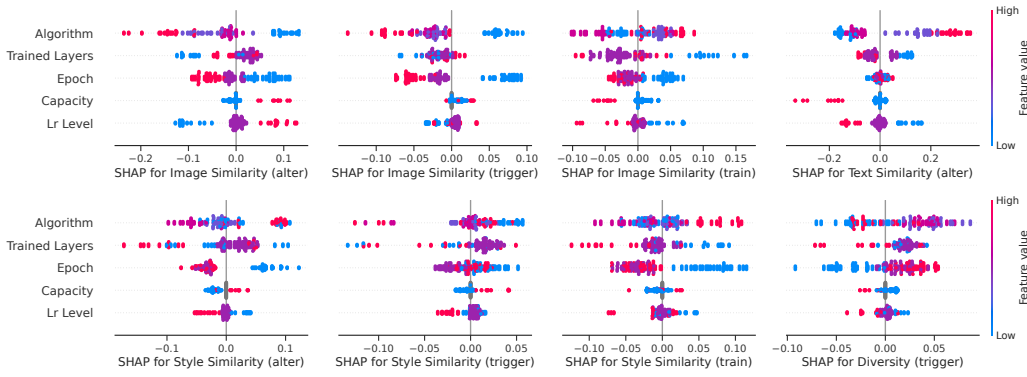 High
Algorithm
Trained Layers
Epoch
Capacity
Lr Level
Feature value
Low
−0.2 −0.1 0.0 0.1
−0.10 −0.05 0.00 0.05 0.10
−0.10 −0.05 0.00 0.05 0.10 0.15
−0.2 0.0 0.2
SHAP for Image Similarity (alter)
SHAP for Image Similarity (trigger)
SHAP for Image Similarity (train)
SHAP for Text Similarity (alter)
High
Algorithm
Trained Layers
Epoch
Capacity
Lr Level
Feature value
Low
−0.1 0.0 0.1
−0.15 −0.10 −0.05 0.00 0.05
−0.10 −0.05 0.00 0.05 0.10
−0.10 −0.05 0.00 0.05
SHAP for Style Similarity (alter)
SHAP for Style Similarity (trigger)
SHAP for Style Similarity (train)
SHAP for Diversity (trigger)